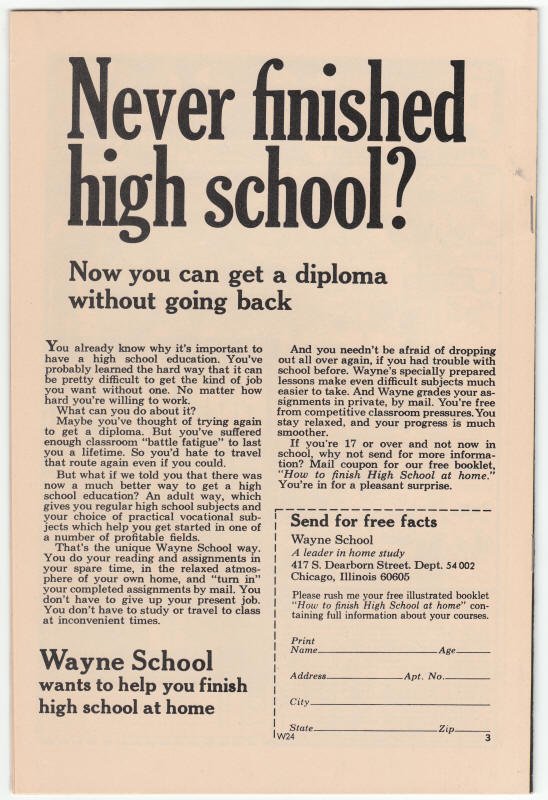 Never finished
high school?
Now you can get a diploma
without going back
You already know why it's important to
have a high school education. You've
probably learned the hard way that it can
be pretty difficult to get the kind of job
you want without one. No matter how
hard you're willing to work.
What can you do about it?
Maybe you've thought of trying again
to get a diploma. But you've suffered
enough classroom "battle fatigue" to last
you a lifetime. So you'd hate to travel
that route again even if you could.
But what if we told you that there was
now a much better way to get a high
school education? An adult way, which
gives you regular high school subjects and
your choice of practical vocational sub-
jects which help you get started in one of
a number of profitable fields.
That's the unique Wayne School way.
You do your reading and assignments in
your spare time, in the relaxed atmos-
phere of your own home, and "turn in"
your completed assignments by mail. You
don't have to give up your present job.
You don't have to study or travel to class
at inconvenient times.
Wayne School
wants to help you finish
high school at home
And you needn't be afraid of dropping
out all over again, if you had trouble with
school before. Wayne's specially prepared
lessons make even difficult subjects much
easier to take. And Wayne grades your as-
signments in private, by mail. You're free
from competitive classroom pressures. You
stay relaxed, and your progress is much
smoother.
If you're 17 or over and not now in
school, why not send for more informa-
tion? Mail coupon for our free booklet,
"How to finish High School at home."
You're in for a pleasant surprise.
Send for free facts
Wayne School
A leader in home study
417 S. Dearborn Street. Dept. 54 002
Chicago, Illinois 60605
Please rush me your free illustrated booklet
"How to finish High School at home" con-
taining full information about your courses.
Print
Name Age
Address Apt. No.
City
State Zip
W24 3